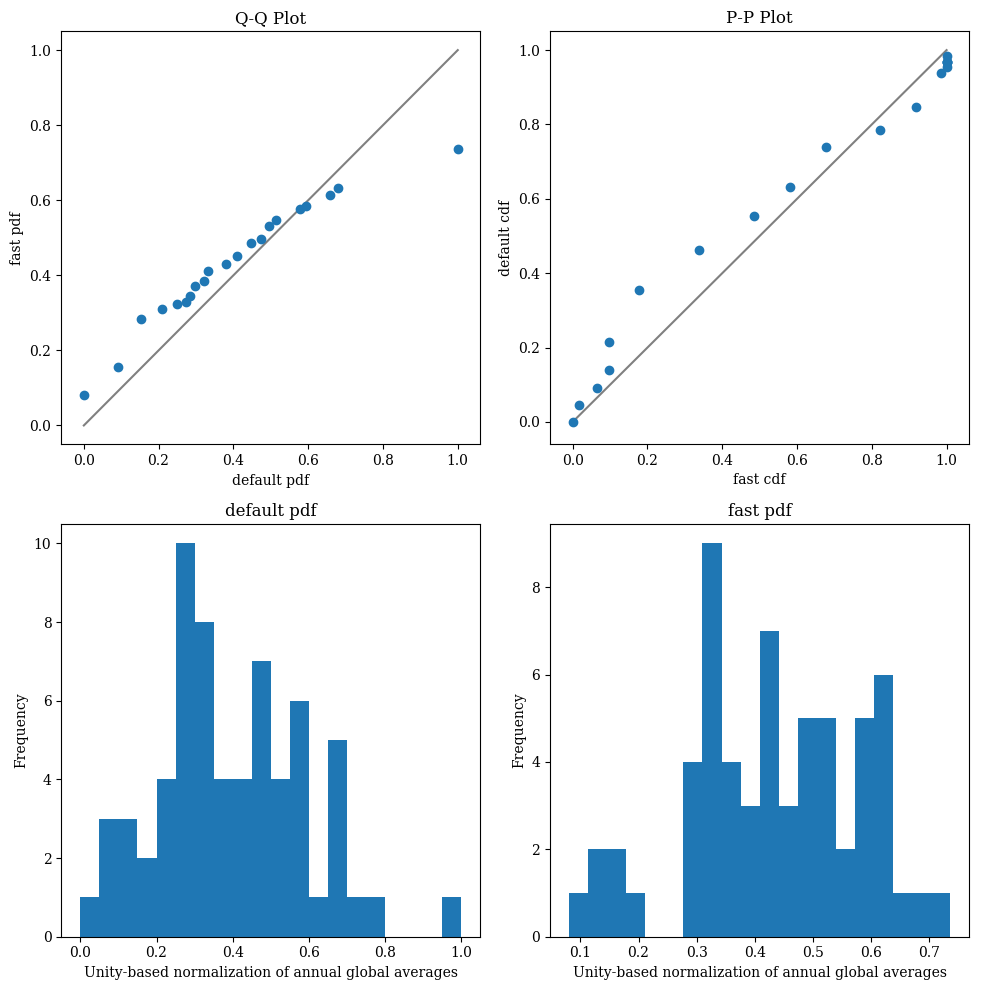 Q-Q Plot
1.0
0.8
0.6
0.4
0.2
0.0
fast pdf
0.0 0.2 0.4 0.6 0.8 1.0
default pdf
P-P Plot
1.0
0.8
0.6
0.4
0.2
0.0
default cdf
0.0 0.2 0.4 0.6 0.8 1.0
fast cdf
default pdf
10
8
6
4
2
0
Frequency
0.0 0.2 0.4 0.6 0.8 1.0
Unity-based normalization of annual global averages
fast pdf
8
6
4
2
0
Frequency
0.1 0.2 0.3 0.4 0.5 0.6 0.7
Unity-based normalization of annual global averages